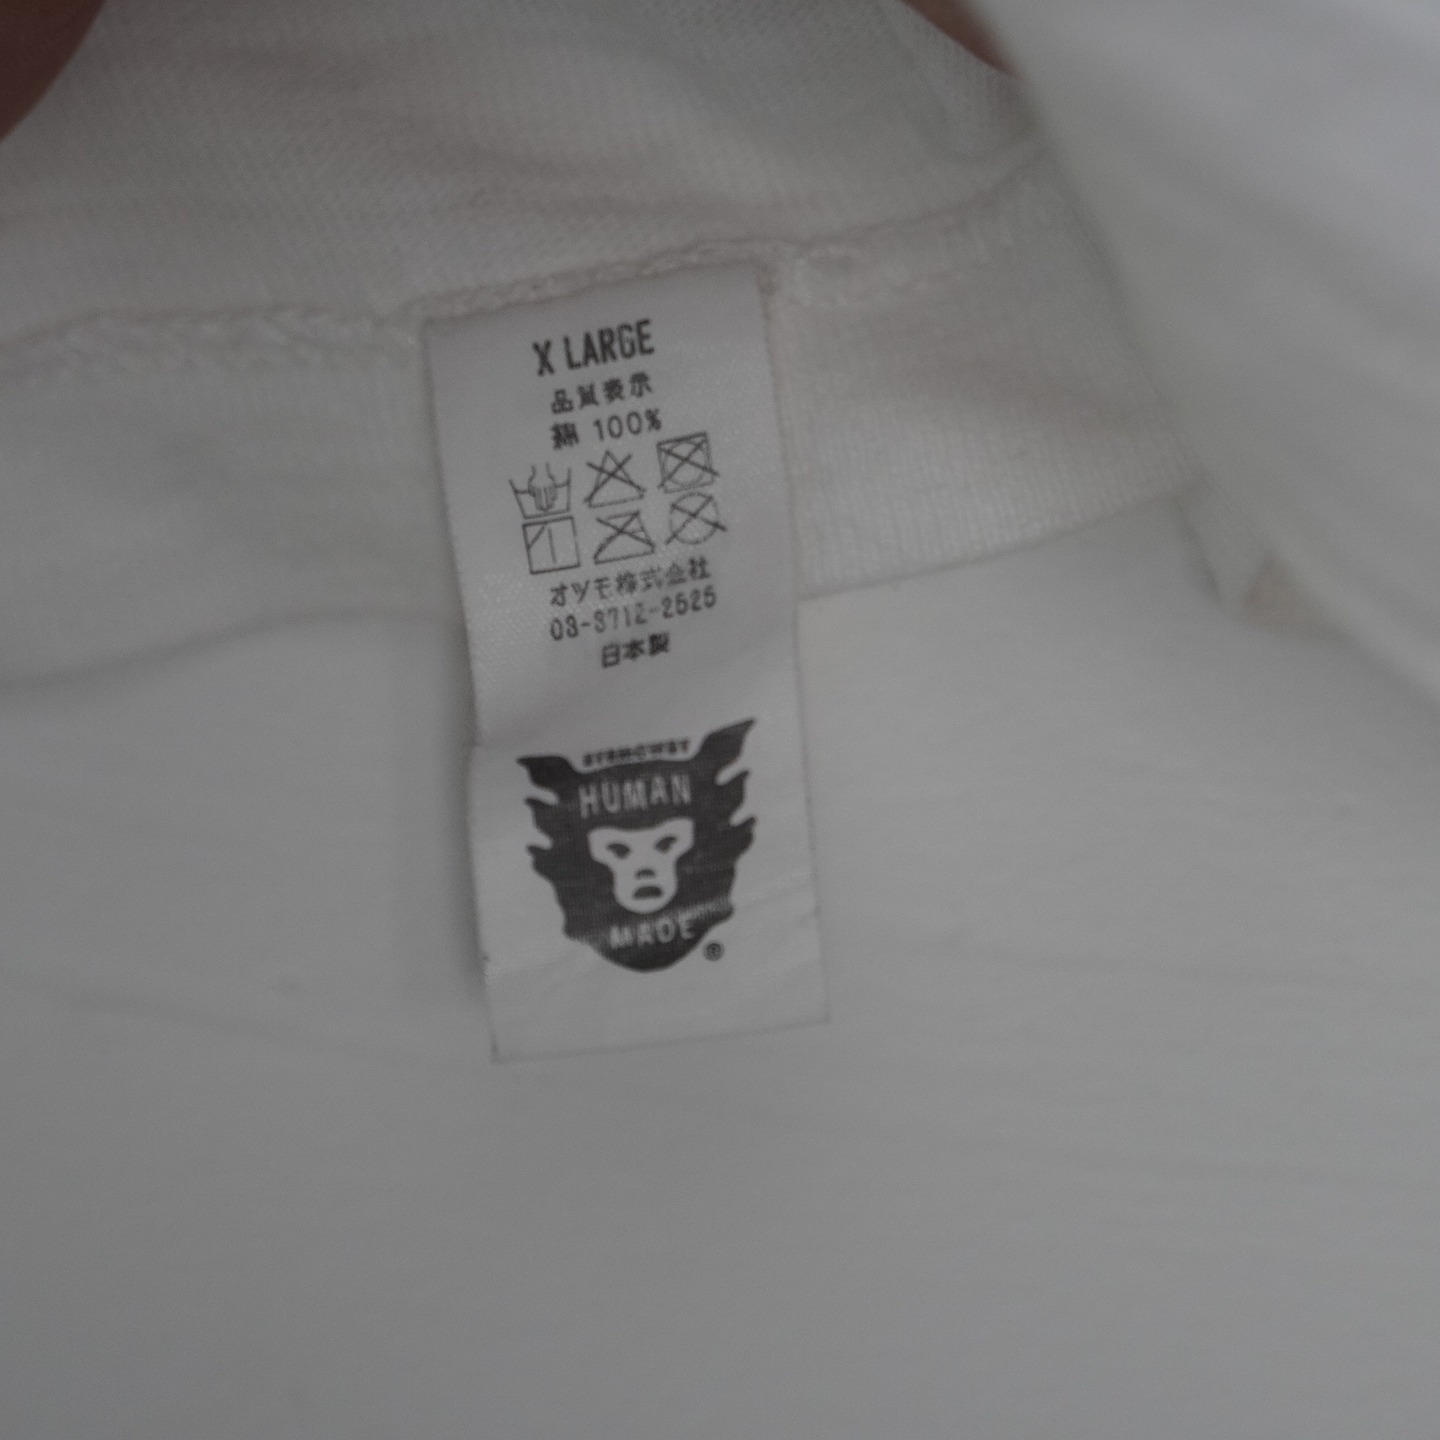 X LARGE
品質表示
綿 100%
オツモ株式会社
03-3712-2525
日本製
HUMAN
MADE
®